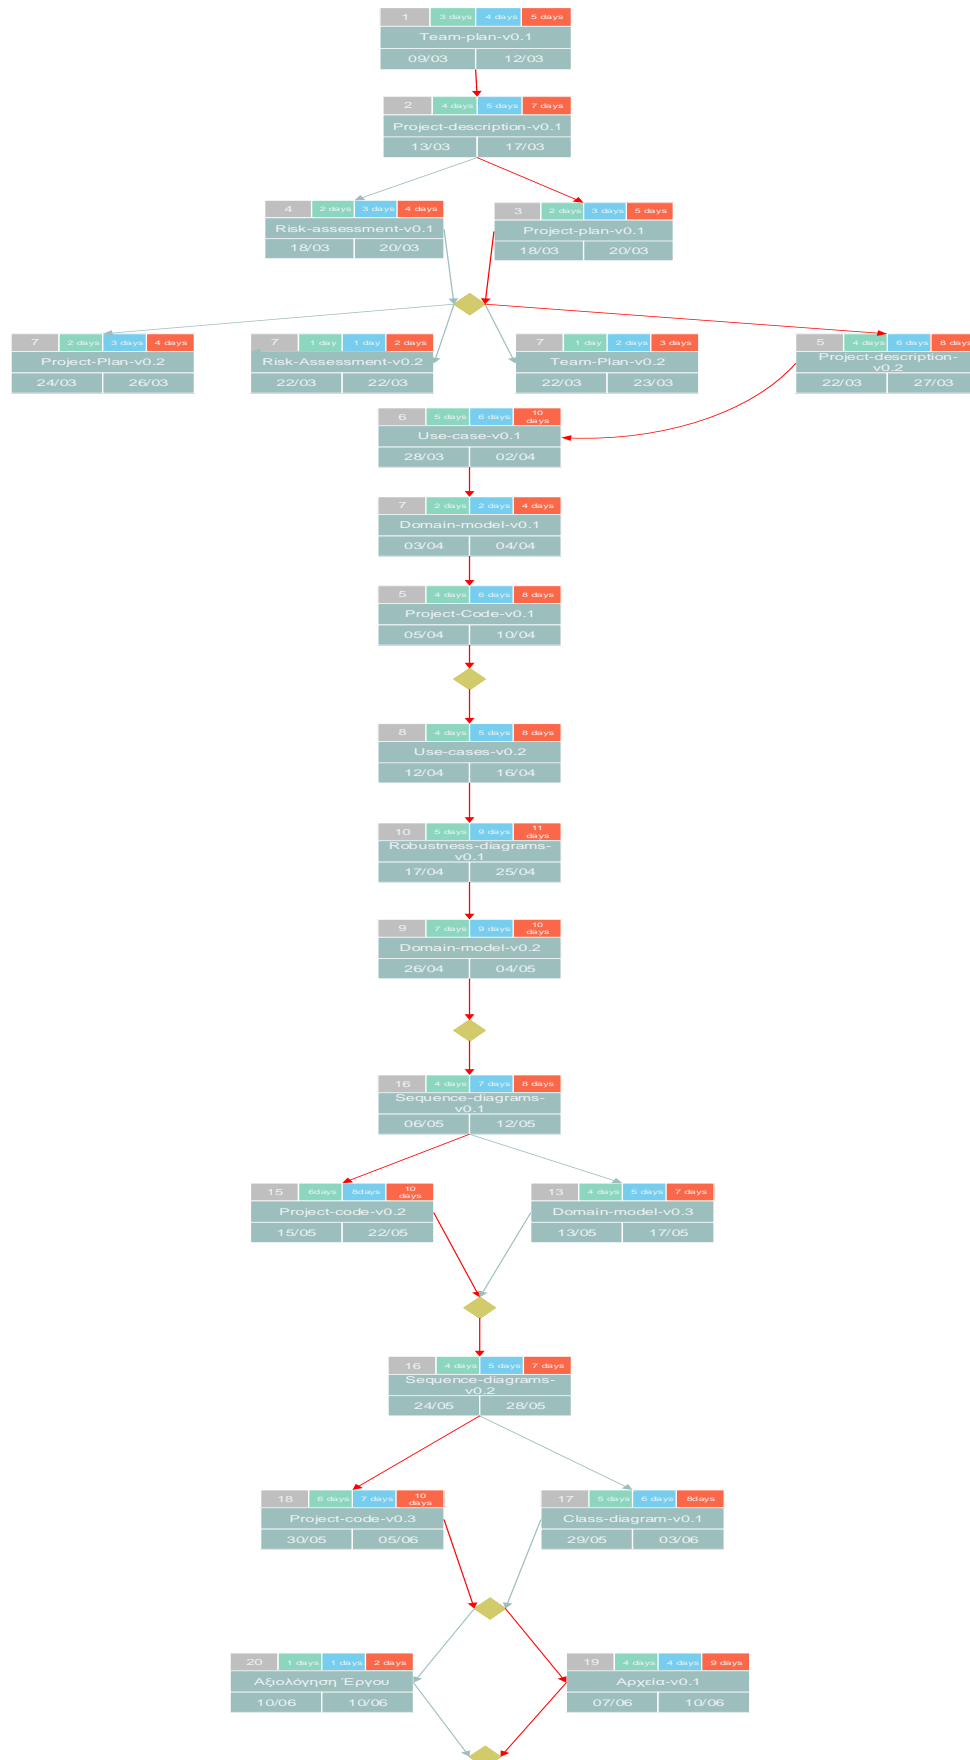 1 3 days 4 days 5 days
Team-plan-v0.1
09/03 12/03
2 4 days 5 days 7 days
Project-description-v0.1
13/03 17/03
4 2 days 3 days 4 days
Risk-assessment-v0.1
18/03 20/03
3 2 days 3 days 5 days
Project-plan-v0.1
18/03 20/03
7 2 days 3 days 4 days
Project-Plan-v0.2
24/03 26/03
7 1 day 1 day 2 days
Risk-Assessment-v0.2
22/03 22/03
7 1 day 2 days 3 days
Team-Plan-v0.2
22/03 23/03
5 4 days 6 days 8 days
Project-description-
v0.2
22/03 27/03
6 5 days 6 days 10
days
Use-case-v0.1
28/03 02/04
7 2 days 2 days 4 days
Domain-model-v0.1
03/04 04/04
5 4 days 6 days 8 days
Project-Code-v0.1
05/04 10/04
8 4 days 5 days 8 days
Use-cases-v0.2
12/04 16/04
10 5 days 9 days 11
days
Robustness-diagrams-
v0.1
17/04 25/04
9 7 days 9 days 10
days
Domain-model-v0.2
26/04 04/05
16 4 days 7 days 8 days
Sequence-diagrams-
v0.1
06/05 12/05
15 6days 8days 10
days
Project-code-v0.2
15/05 22/05
13 4 days 5 days 7 days
Domain-model-v0.3
13/05 17/05
16 4 days 5 days 7 days
Sequence-diagrams-
v0.2
24/05 28/05
18 6 days 7 days 10
days
Project-code-v0.3
30/05 05/06
17 5 days 6 days 8days
Class-diagram-v0.1
29/05 03/06
20 1 days 1 days 2 days
Αξιολόγηση Έργου
10/06 10/06
19 4 days 4 days 9 days
Αρχεία-v0.1
07/06 10/06